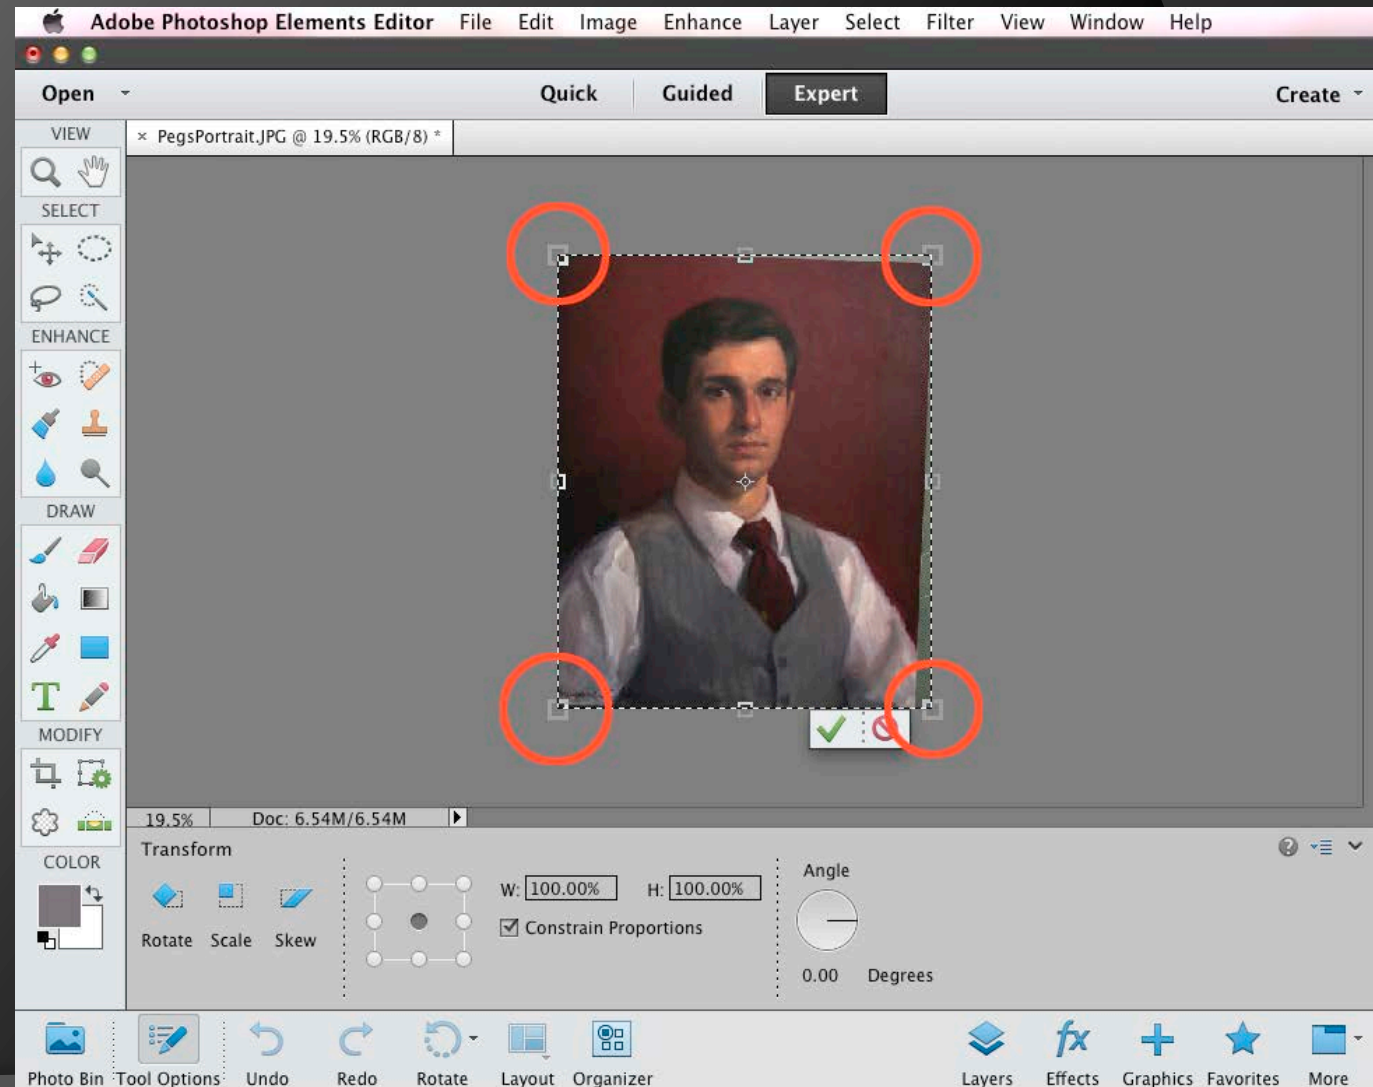 Adobe Photoshop Elements Editor File Edit Image Enhance Layer Select Filter View Window Help
Open Quick Guided Expert Create
VIEW
× PegsPortrait.JPG @ 19.5% (RGB/8) *
SELECT
ENHANCE
DRAW
T
MODIFY
19.5% Doc: 6.54M/6.54M
COLOR
Transform
Angle
W: 100.00% H: 100.00%
Constrain Proportions
Rotate Scale Skew
0.00 Degrees
fx
Photo Bin Tool Options Undo Redo Rotate Layout Organizer Layers Effects Graphics Favorites More